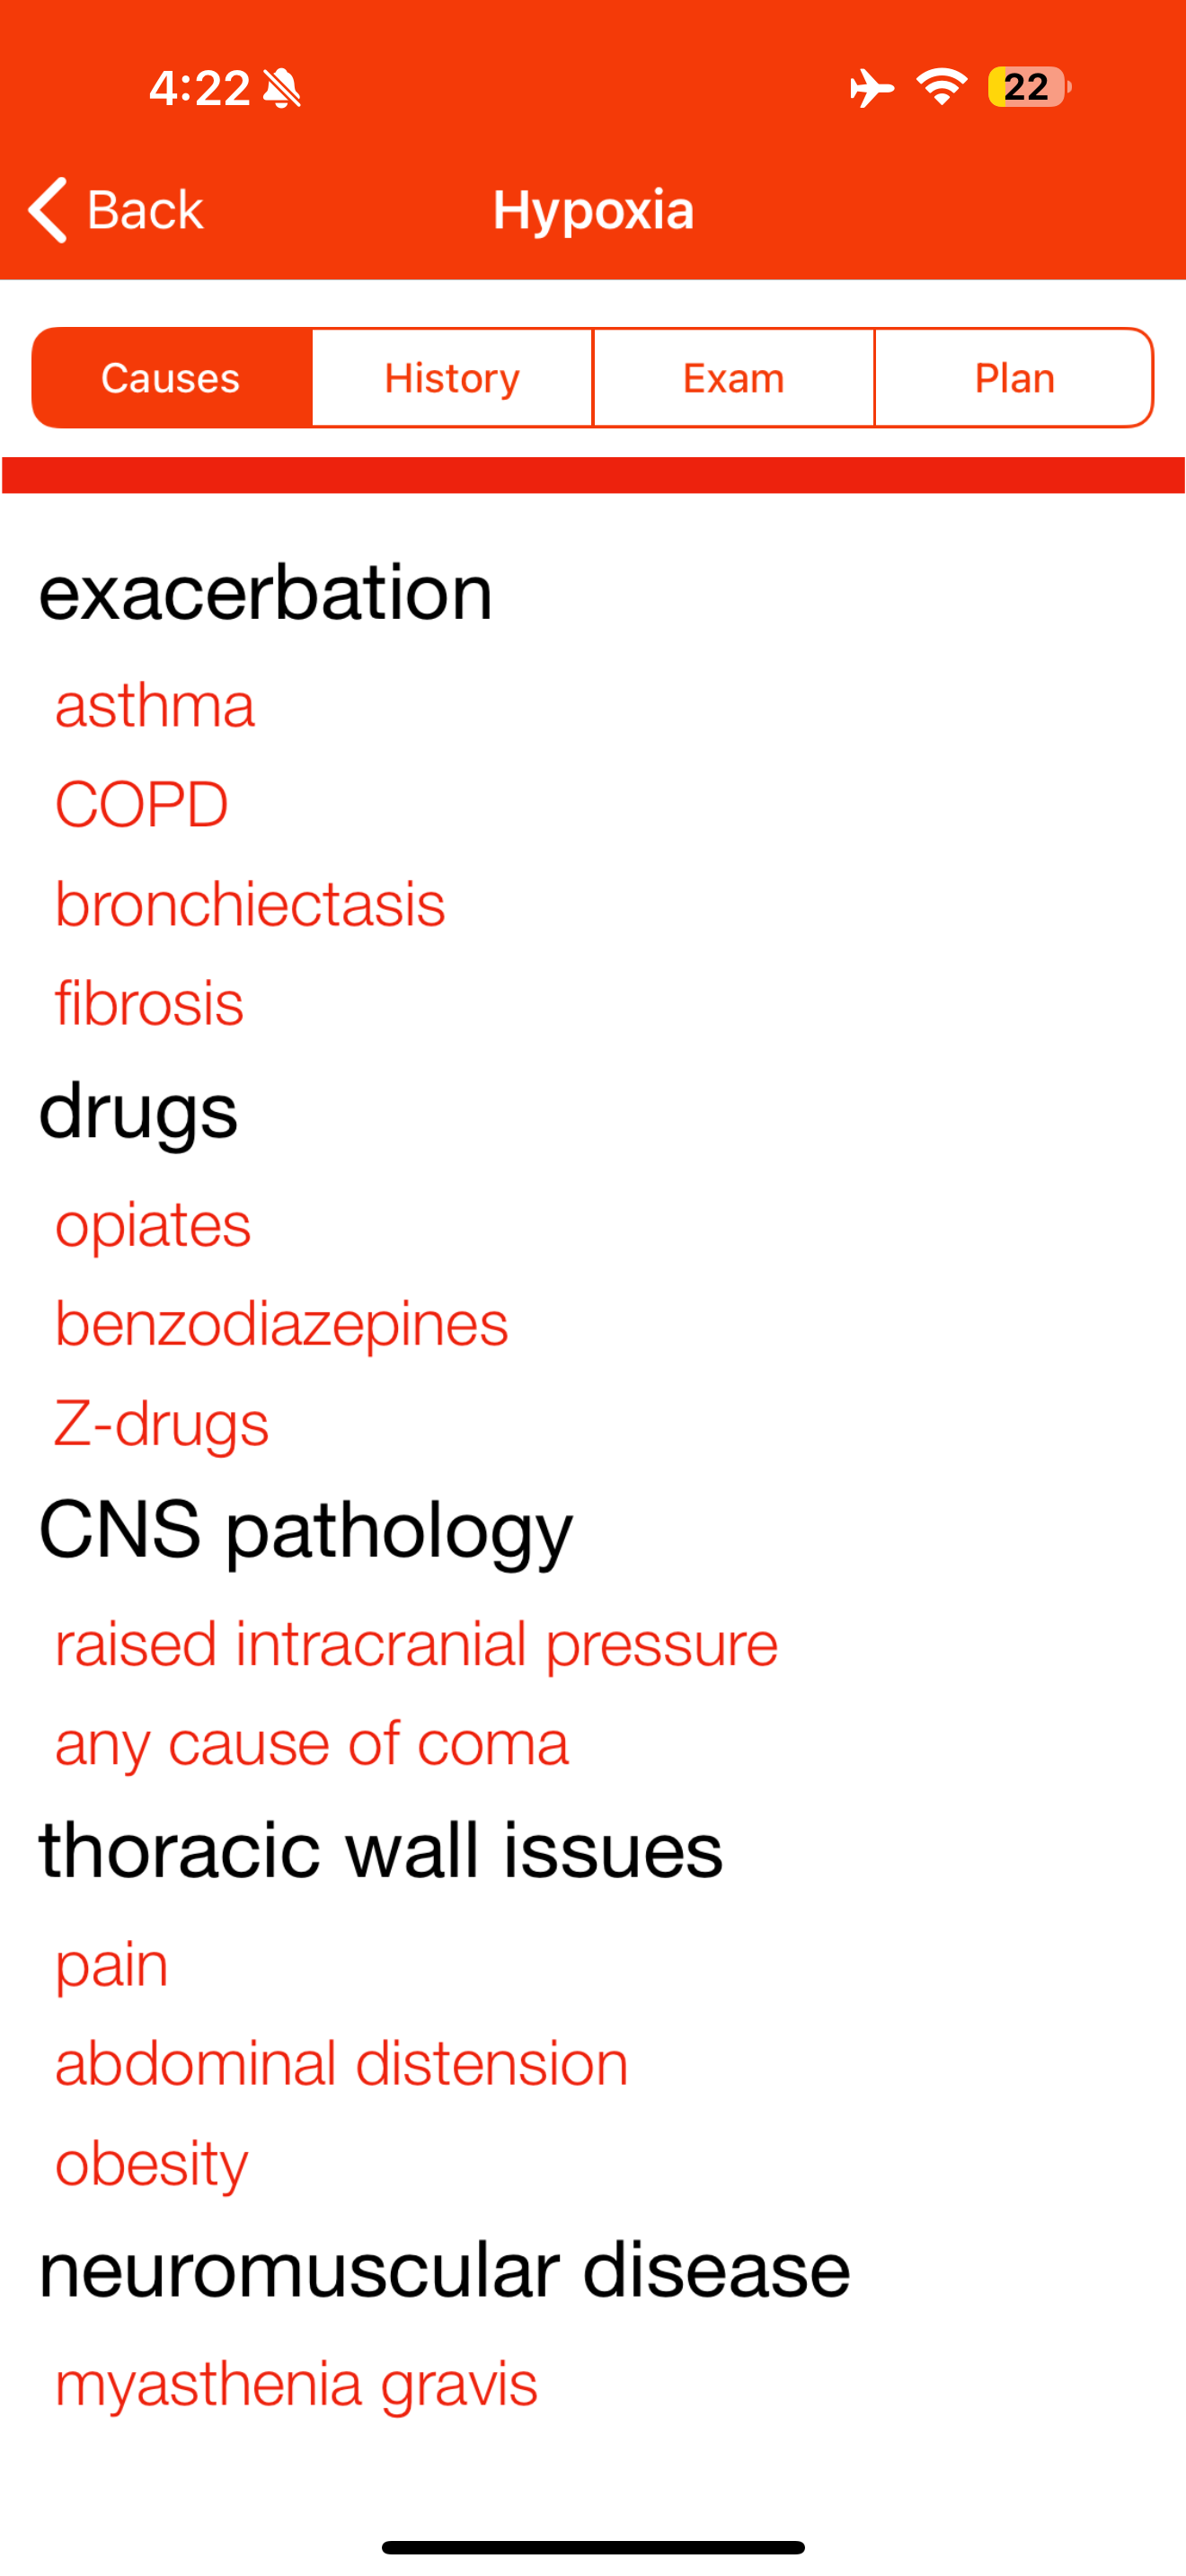 4:22
22
Back
Hypoxia
Causes
History
Exam
Plan
exacerbation
asthma
COPD
bronchiectasis
fibrosis
drugs
opiates
benzodiazepines
Z-drugs
CNS pathology
raised intracranial pressure
any cause of coma
thoracic wall issues
pain
abdominal distension
obesity
neuromuscular disease
myasthenia gravis